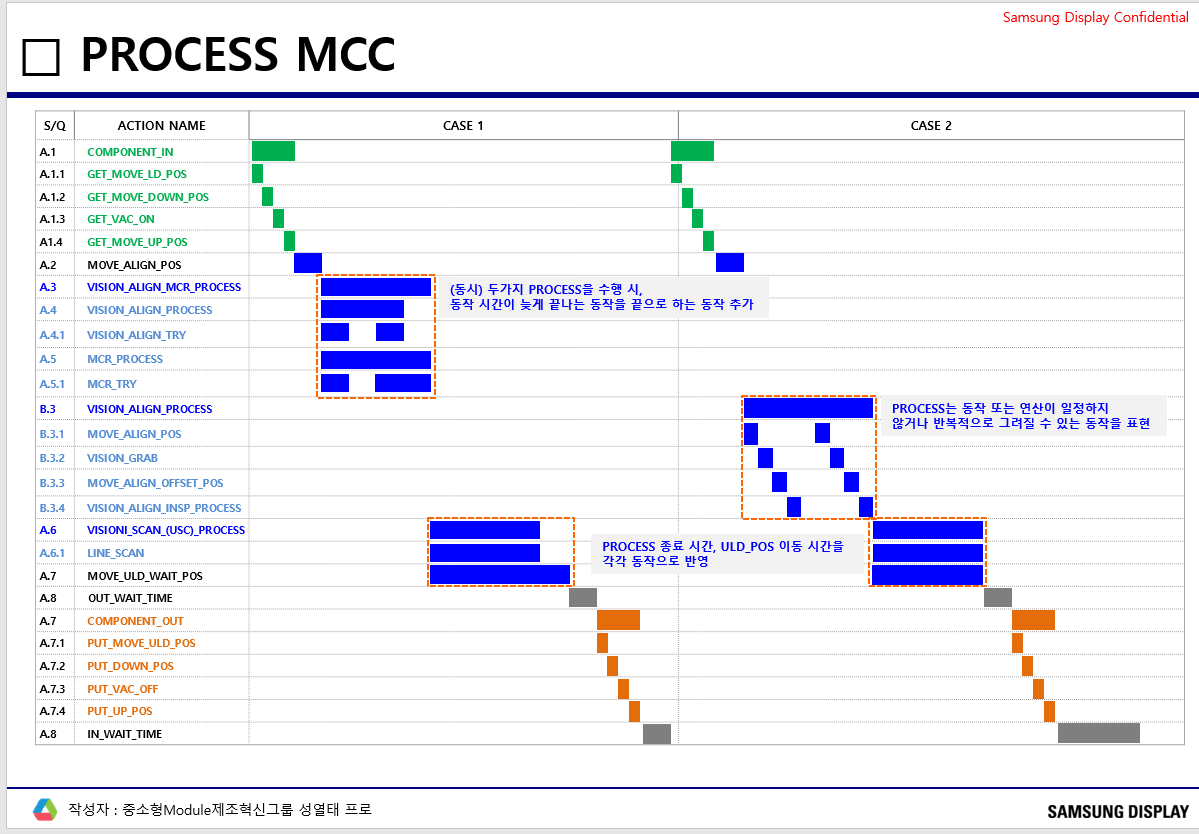 Samsung Display Confidential
□ PROCESS MCC
S/Q ACTION NAME CASE 1 CASE 2
A.1 COMPONENT_IN
A.1.1 GET_MOVE_LD_POS
A.1.2 GET_MOVE_DOWN_POS
A.1.3 GET_VAC_ON
A1.4 GET_MOVE_UP_POS
A.2 MOVE_ALIGN_POS
A.3 VISION_ALIGN_MCR_PROCESS
(동시) 두가지 PROCESS을 수행 시,
동작 시간이 늦게 끝나는 동작을 끝으로 하는 동작 추가
A.4 VISION_ALIGN_PROCESS
A.4.1 VISION_ALIGN_TRY
A.5 MCR_PROCESS
A.5.1 MCR_TRY
B.3 VISION_ALIGN_PROCESS
PROCESS는 동작 또는 연산이 일정하지
않거나 반복적으로 그려질 수 있는 동작을 표현
B.3.1 MOVE_ALIGN_POS
B.3.2 VISION_GRAB
B.3.3 MOVE_ALIGN_OFFSET_POS
B.3.4 VISION_ALIGN_INSP_PROCESS
A.6 VISIONI_SCAN_(USC)_PROCESS
PROCESS 종료 시간, ULD_POS 이동 시간을
각각 동작으로 반영
A.6.1 LINE_SCAN
A.7 MOVE_ULD_WAIT_POS
A.8 OUT_WAIT_TIME
A.7 COMPONENT_OUT
A.7.1 PUT_MOVE_ULD_POS
A.7.2 PUT_DOWN_POS
A.7.3 PUT_VAC_OFF
A.7.4 PUT_UP_POS
A.8 IN_WAIT_TIME
작성자 : 중소형Module제조혁신그룹 성열태 프로
SAMSUNG DISPLAY